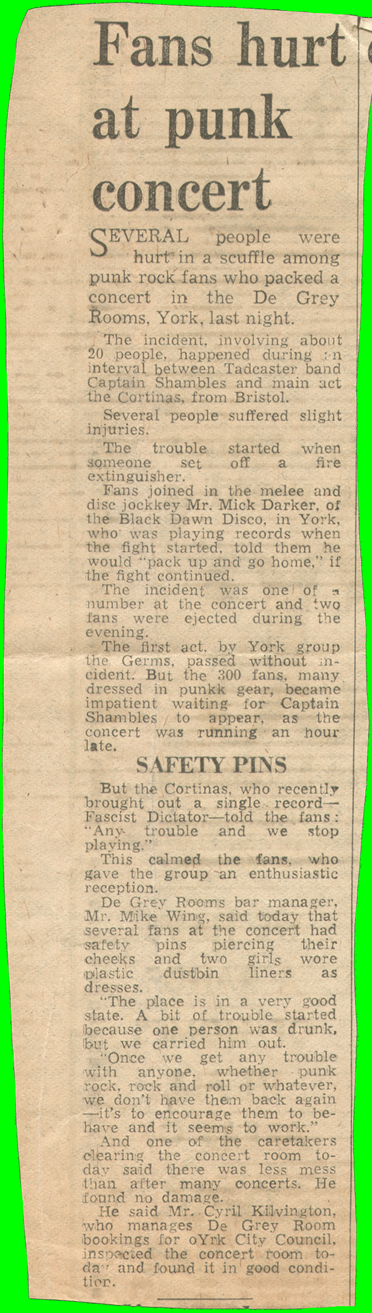 Fans hurt
at punk
concert
SEVERAL people were
hurt in a scuffle among
punk rock fans who packed a
concert in the De Grey
Rooms, York, last night.
The incident, involving about
20 people, happened during an
interval between Tadcaster band
Captain Shambles and main act
the Cortinas, from Bristol.
Several people suffered slight
injuries.
The trouble started when
someone set off a fire
extinguisher.
Fans joined in the melee and
disc jockkey Mr. Mick Darker, of
the Black Dawn Disco, in York,
who was playing records when
the fight started, told them he
would "pack up and go home," if
the fight continued.
The incident was one of a
number at the concert and two
fans were ejected during the
evening.
The first act, by York group
the Germs, passed without in-
cident. But the 300 fans, many
dressed in punkk gear, became
impatient waiting for Captain
Shambles to appear, as the
concert was running an hour
late.
SAFETY PINS
But the Cortinas, who recently
brought out a single record—
Fascist Dictator—told the fans:
"Any trouble and we stop
playing."
This calmed the fans, who
gave the group an enthusiastic
reception.
De Grey Rooms bar manager,
Mr. Mike Wing, said today that
several fans at the concert had
safety pins piercing their
cheeks and two girls wore
plastic dustbin liners as
dresses.
"The place is in a very good
state. A bit of trouble started
because one person was drunk,
but we carried him out.
"Once we get any trouble
with anyone, whether punk
rock, rock and roll or whatever,
we don't have them back again
—it's to encourage them to be-
have and it seems to work."
And one of the caretakers
clearing the concert room to-
day said there was less mess
than after many concerts. He
found no damage.
He said Mr. Cyril Kilvington,
who manages De Grey Room
bookings for oYrk City Council,
inspected the concert room to-
day and found it in good condi-
tion.